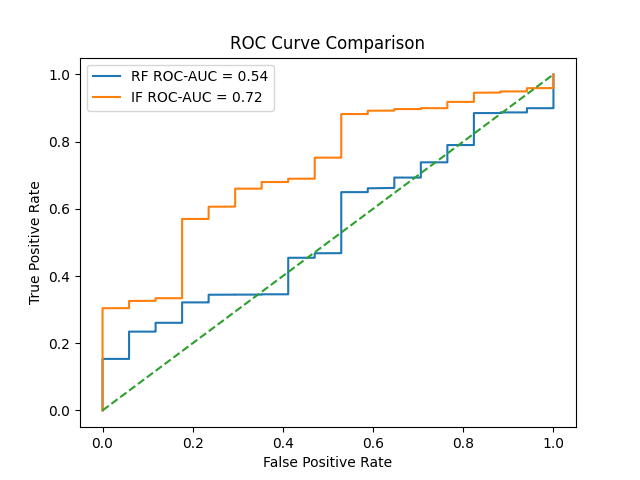 ROC Curve Comparison
RF ROC-AUC = 0.54
IF ROC-AUC = 0.72
True Positive Rate
1.0
0.8
0.6
0.4
0.2
0.0
0.0 0.2 0.4 0.6 0.8 1.0
False Positive Rate